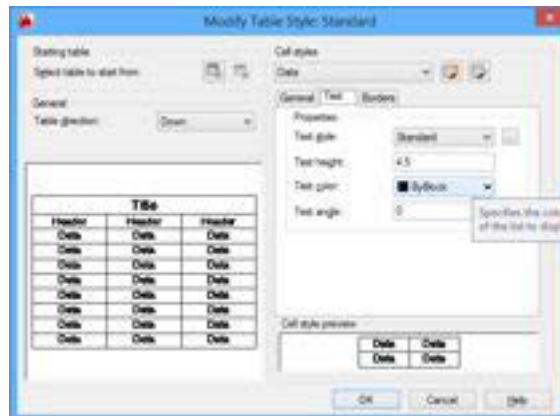 Modify Table Style: Standard
Starting table
Select table to start from:
General
Table direction:
Down
Title
Header Header Header
Data Data Data
Data Data Data
Data Data Data
Data Data Data
Data Data Data
Data Data Data
Data Data Data
Data Data Data
Cell styles
Data
General Text Borders
Properties
Text style:
Standard
Text height:
4.5
Text color:
ByBlock
Text angle:
0
Specifies the
of the list to
Cell style preview
Data Data
Data Data
OK Cancel Help